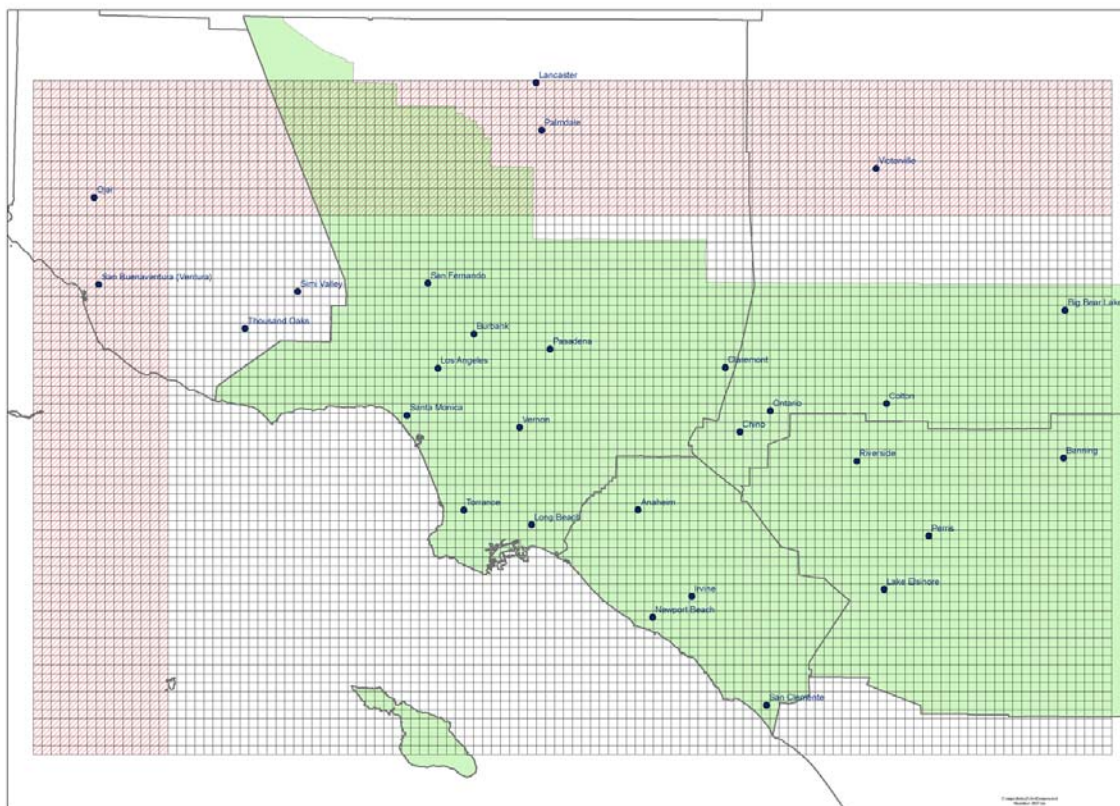 Lancaster
Palmdale
Victorville
Ojai
San Buenaventura (Ventura)
Simi Valley
San Fernando
Big Bear Lake
Thousand Oaks
Burbank
Pasadena
Los Angeles
Claremont
Santa Monica
Ontario
Colton
Vernon
Chino
Riverside
Banning
Torrance
Long Beach
Anaheim
Perris
Irvine
Lake Elsinore
Newport Beach
San Clemente